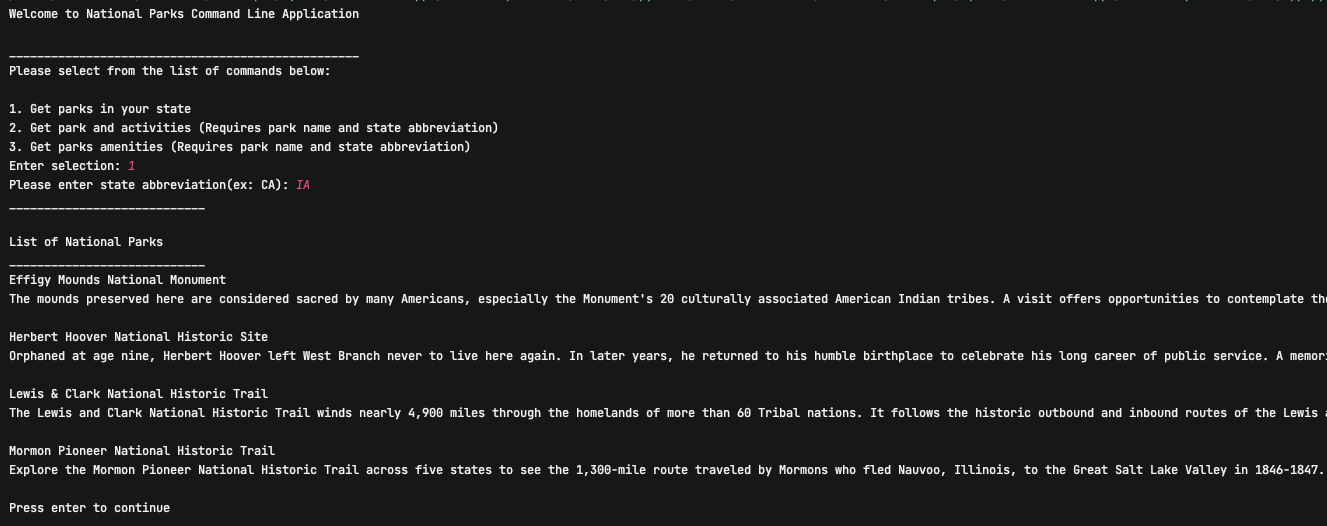 Welcome to National Parks Command Line Application
__________________________________________________
Please select from the list of commands below:
1. Get parks in your state
2. Get park and activities (Requires park name and state abbreviation)
3. Get parks amenities (Requires park name and state abbreviation)
Enter selection: 1
Please enter state abbreviation(ex: CA): IA
____________________________
List of National Parks
____________________________
Effigy Mounds National Monument
The mounds preserved here are considered sacred by many Americans, especially the Monument's 20 culturally associated American Indian tribes. A visit offers opportunities to contemplate
Herbert Hoover National Historic Site
Orphaned at age nine, Herbert Hoover left West Branch never to live here again. In later years, he returned to his humble birthplace to celebrate his long career of public service. A
Lewis & Clark National Historic Trail
The Lewis and Clark National Historic Trail winds nearly 4,900 miles through the homelands of more than 60 Tribal nations. It follows the historic outbound and inbound routes of the Lewis
Mormon Pioneer National Historic Trail
Explore the Mormon Pioneer National Historic Trail across five states to see the 1,300-mile route traveled by Mormons who fled Nauvoo, Illinois, to the Great Salt Lake Valley in 1846-1847.
Press enter to continue